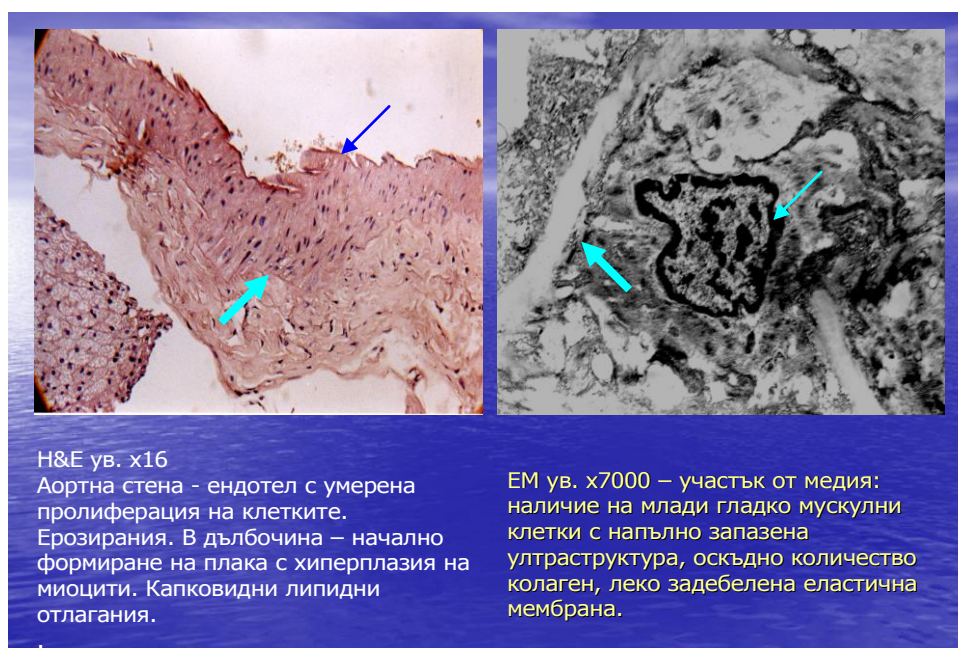 H&E ув. х16
Аортна стена - ендотел с умерена
пролиферация на клетките.
Ерозирания. В дълбочина – начално
формиране на плака с хиперплазия на
миоцити. Капковидни липидни
отлагания.
.
ЕМ ув. х7000 – участък от медия:
наличие на млади гладко мускулни
клетки с напълно запазена
ултраструктура, оскъдно количество
колаген, леко задебелена еластична
мембрана.